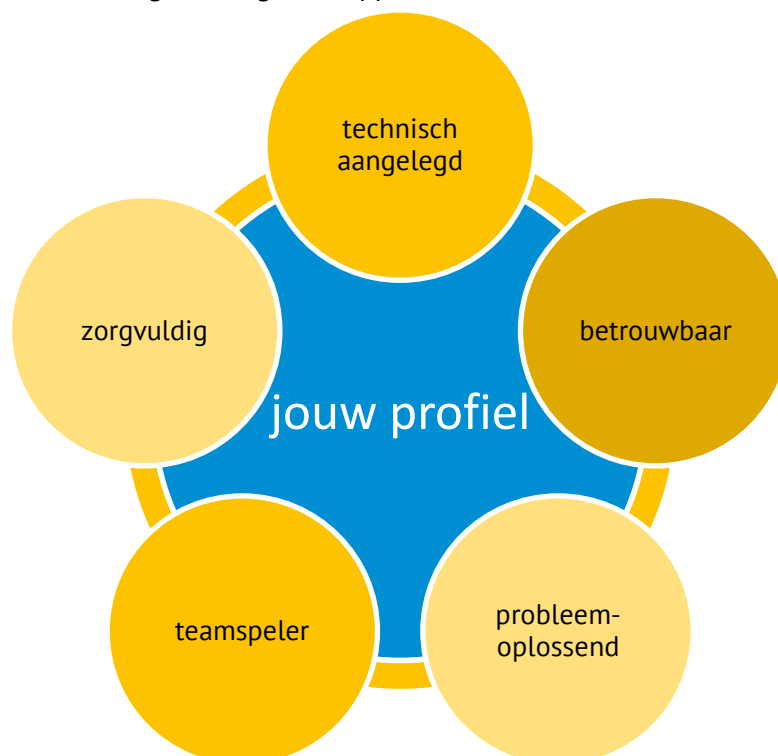 technisch
aangelegd
zorgvuldig
betrouwbaar
jouw profiel
teamspeler
probleem-
oplossend